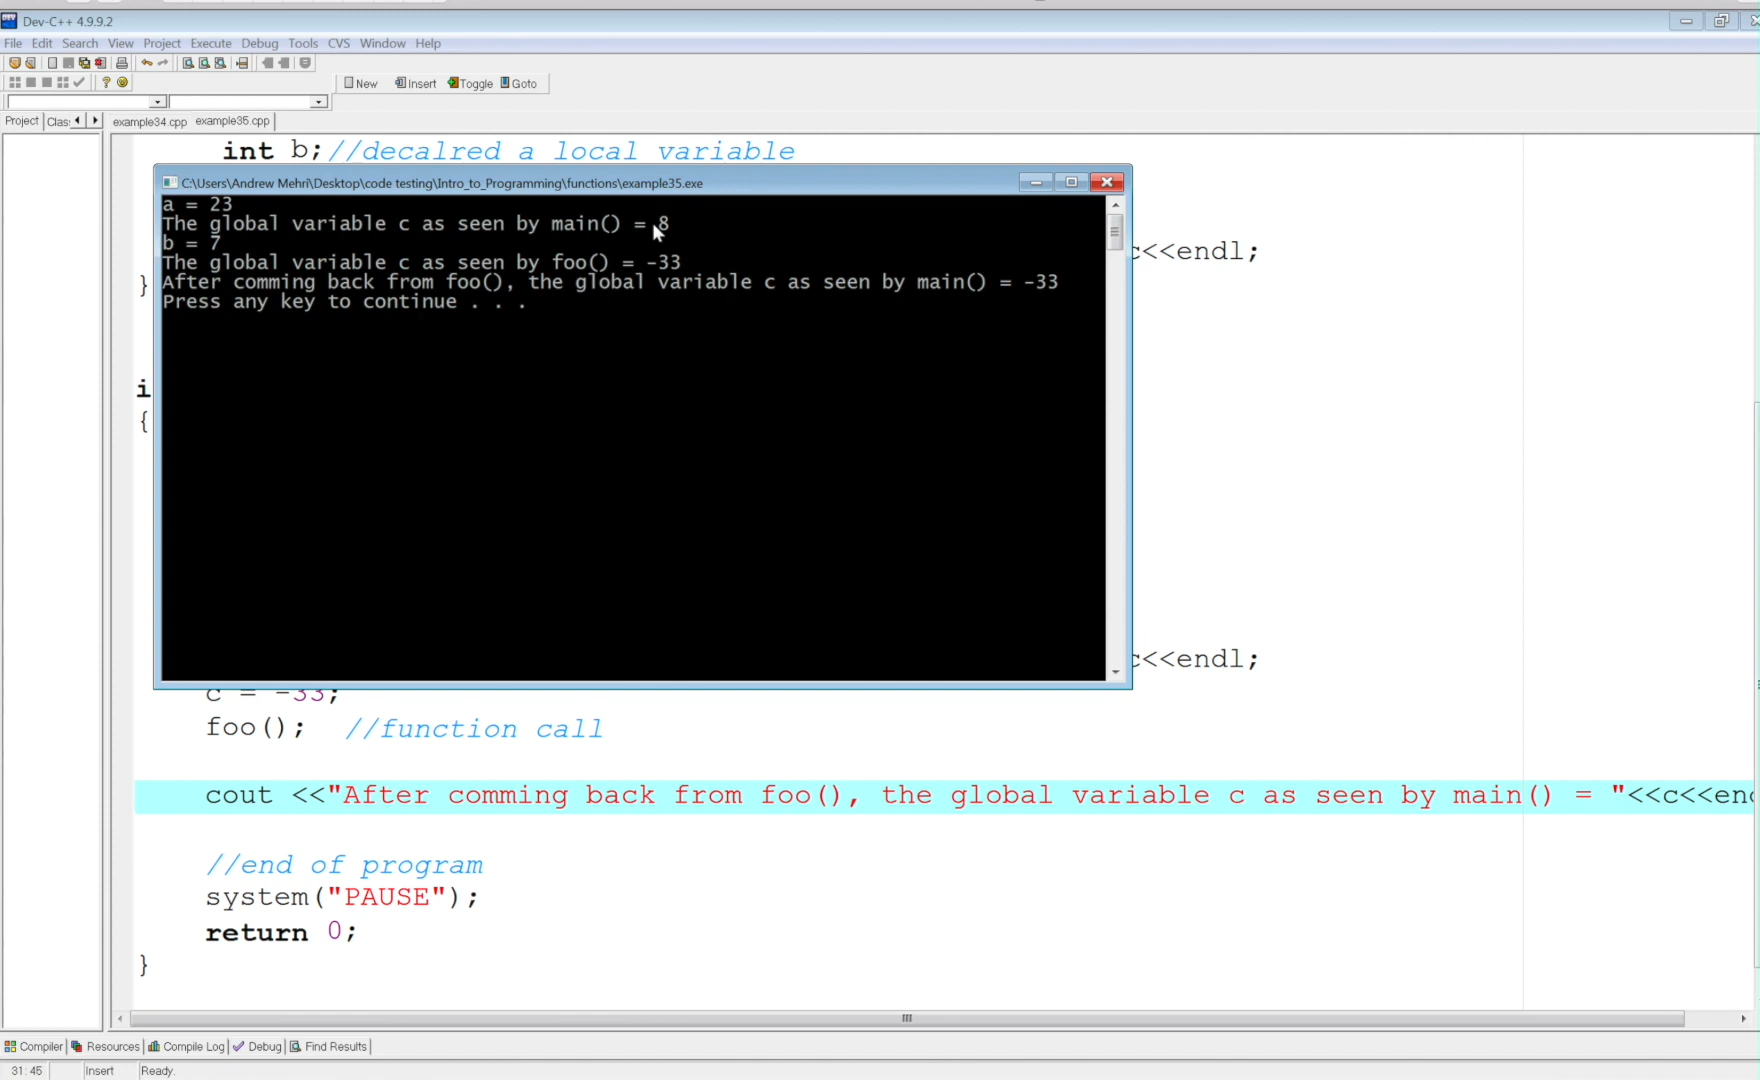 Dev-C++ 4.9.9.2
File Edit Search View Project Execute Debug Tools CVS Window Help
New Insert Toggle Goto
Project Clas example34.cpp example35.cpp
int b;//decalred a local variable
C:\Users\Andrew Mehri\Desktop\code testing\Intro_to_Programming\functions\example35.exe
a = 23
The global variable c as seen by main() = 8
b = 7
The global variable c as seen by foo() = -33
After comming back from foo(), the global variable c as seen by main() = -33
Press any key to continue . . .
c<<endl;
}
i
{
c<<endl;
c = -33;
foo(); //function call
cout <<"After comming back from foo(), the global variable c as seen by main() = "<<c<<end
//end of program
system("PAUSE");
return 0;
}
Compiler Resources Compile Log Debug Find Results
31: 45 Insert Ready.